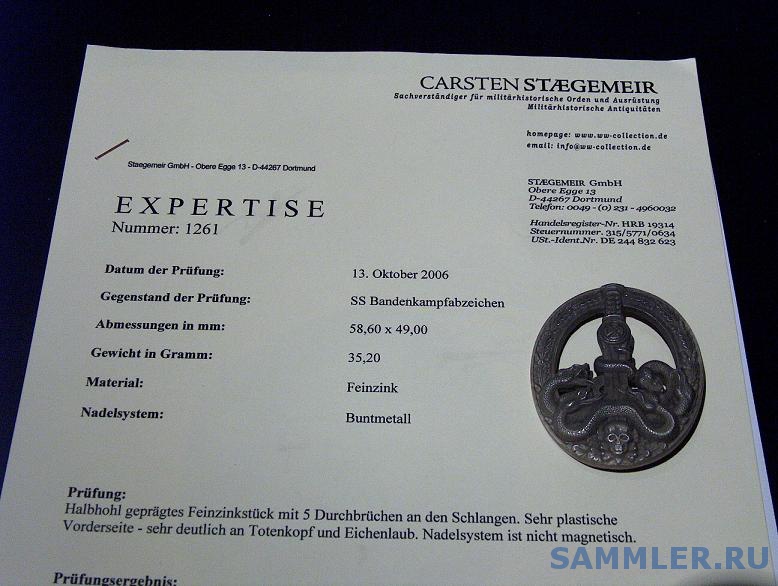 CARSTEN STÆGEMEIR
Sachverständiger für militärhistorische Orden und Ausrüstung
Militärhistorische Antiquitäten
homepage: www.ww-collection.de
email: info@ww-collection.de
Staegemeir GmbH - Obere Egge 13 - D-44267 Dortmund
STÆGEMEIR GmbH
Obere Egge 13
D-44267 Dortmund
Telefon: 0049 - (0) 231 - 4960032
Handelsregister-Nr. HRB 19314
Steuernummer. 315/5771/0634
USt.-Ident.Nr. DE 244 832 623
EXPERTISE
Nummer: 1261
Datum der Prüfung: 13. Oktober 2006
Gegenstand der Prüfung: SS Bandenkampfabzeichen
Abmessungen in mm: 58,60 x 49,00
Gewicht in Gramm: 35,20
Material: Feinzink
Nadelsystem: Buntmetall
Prüfung:
Halbhohl geprägtes Feinzinkstück mit 5 Durchbrüchen an den Schlangen. Sehr plastische
Vorderseite - sehr deutlich an Totenkopf und Eichenlaub. Nadelsystem ist nicht magnetisch.
Prüfungsergebnis:
SAMMLER.RU